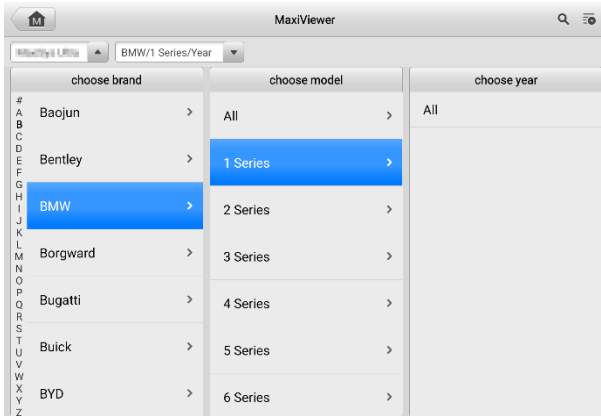 M
MaxiViewer
BMW/1 Series/Year
choose brand
choose model
choose year
#
A
B
C
D
E
F
G
H
I
J
K
L
M
N
O
P
Q
R
S
T
U
V
W
X
Y
Z
Baojun
Bentley
BMW
Borgward
Bugatti
Buick
BYD
All
1 Series
2 Series
3 Series
4 Series
5 Series
6 Series
All